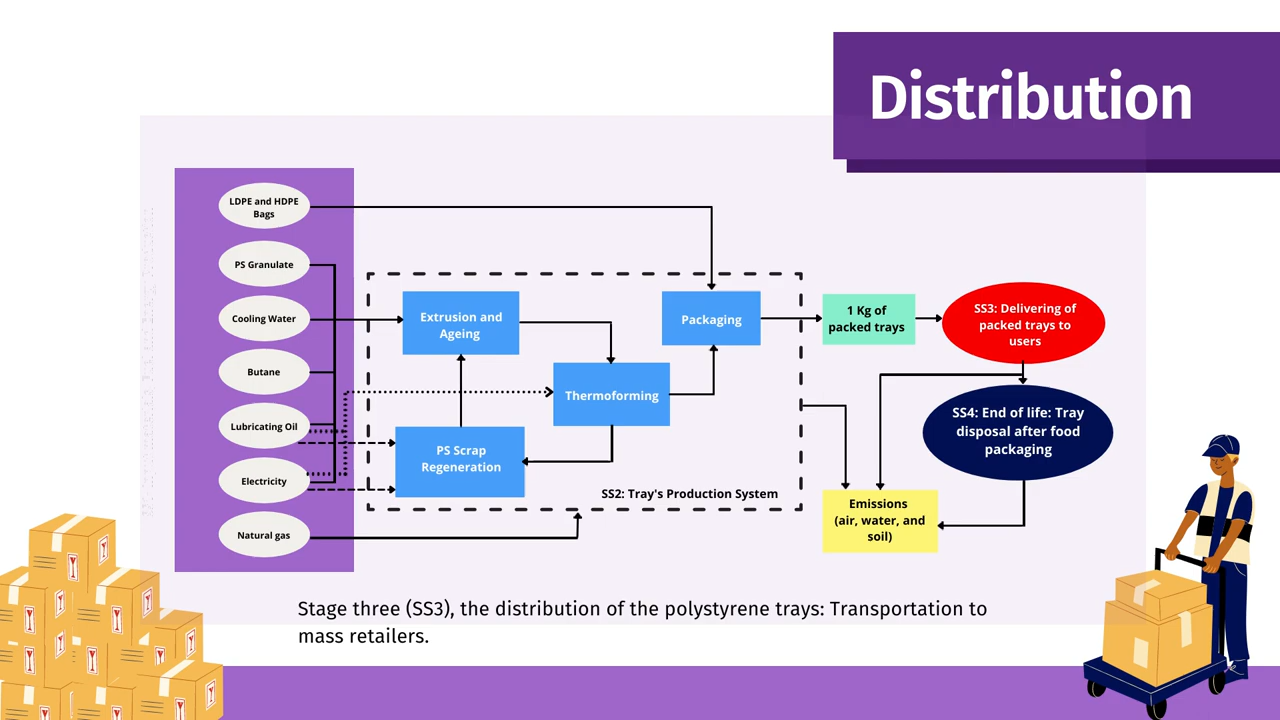 Distribution
LDPE and HDPE
Bags
PS Granulate
Cooling Water
Butane
Lubricating Oil
Electricity
Natural gas
Extrusion and
Ageing
Packaging
Thermoforming
PS Scrap
Regeneration
SS2: Tray's Production System
1 Kg of
packed trays
SS3: Delivering of
packed trays to
users
SS4: End of life: Tray
disposal after food
packaging
Emissions
(air, water, and
soil)
Stage three (SS3), the distribution of the polystyrene trays: Transportation to
mass retailers.